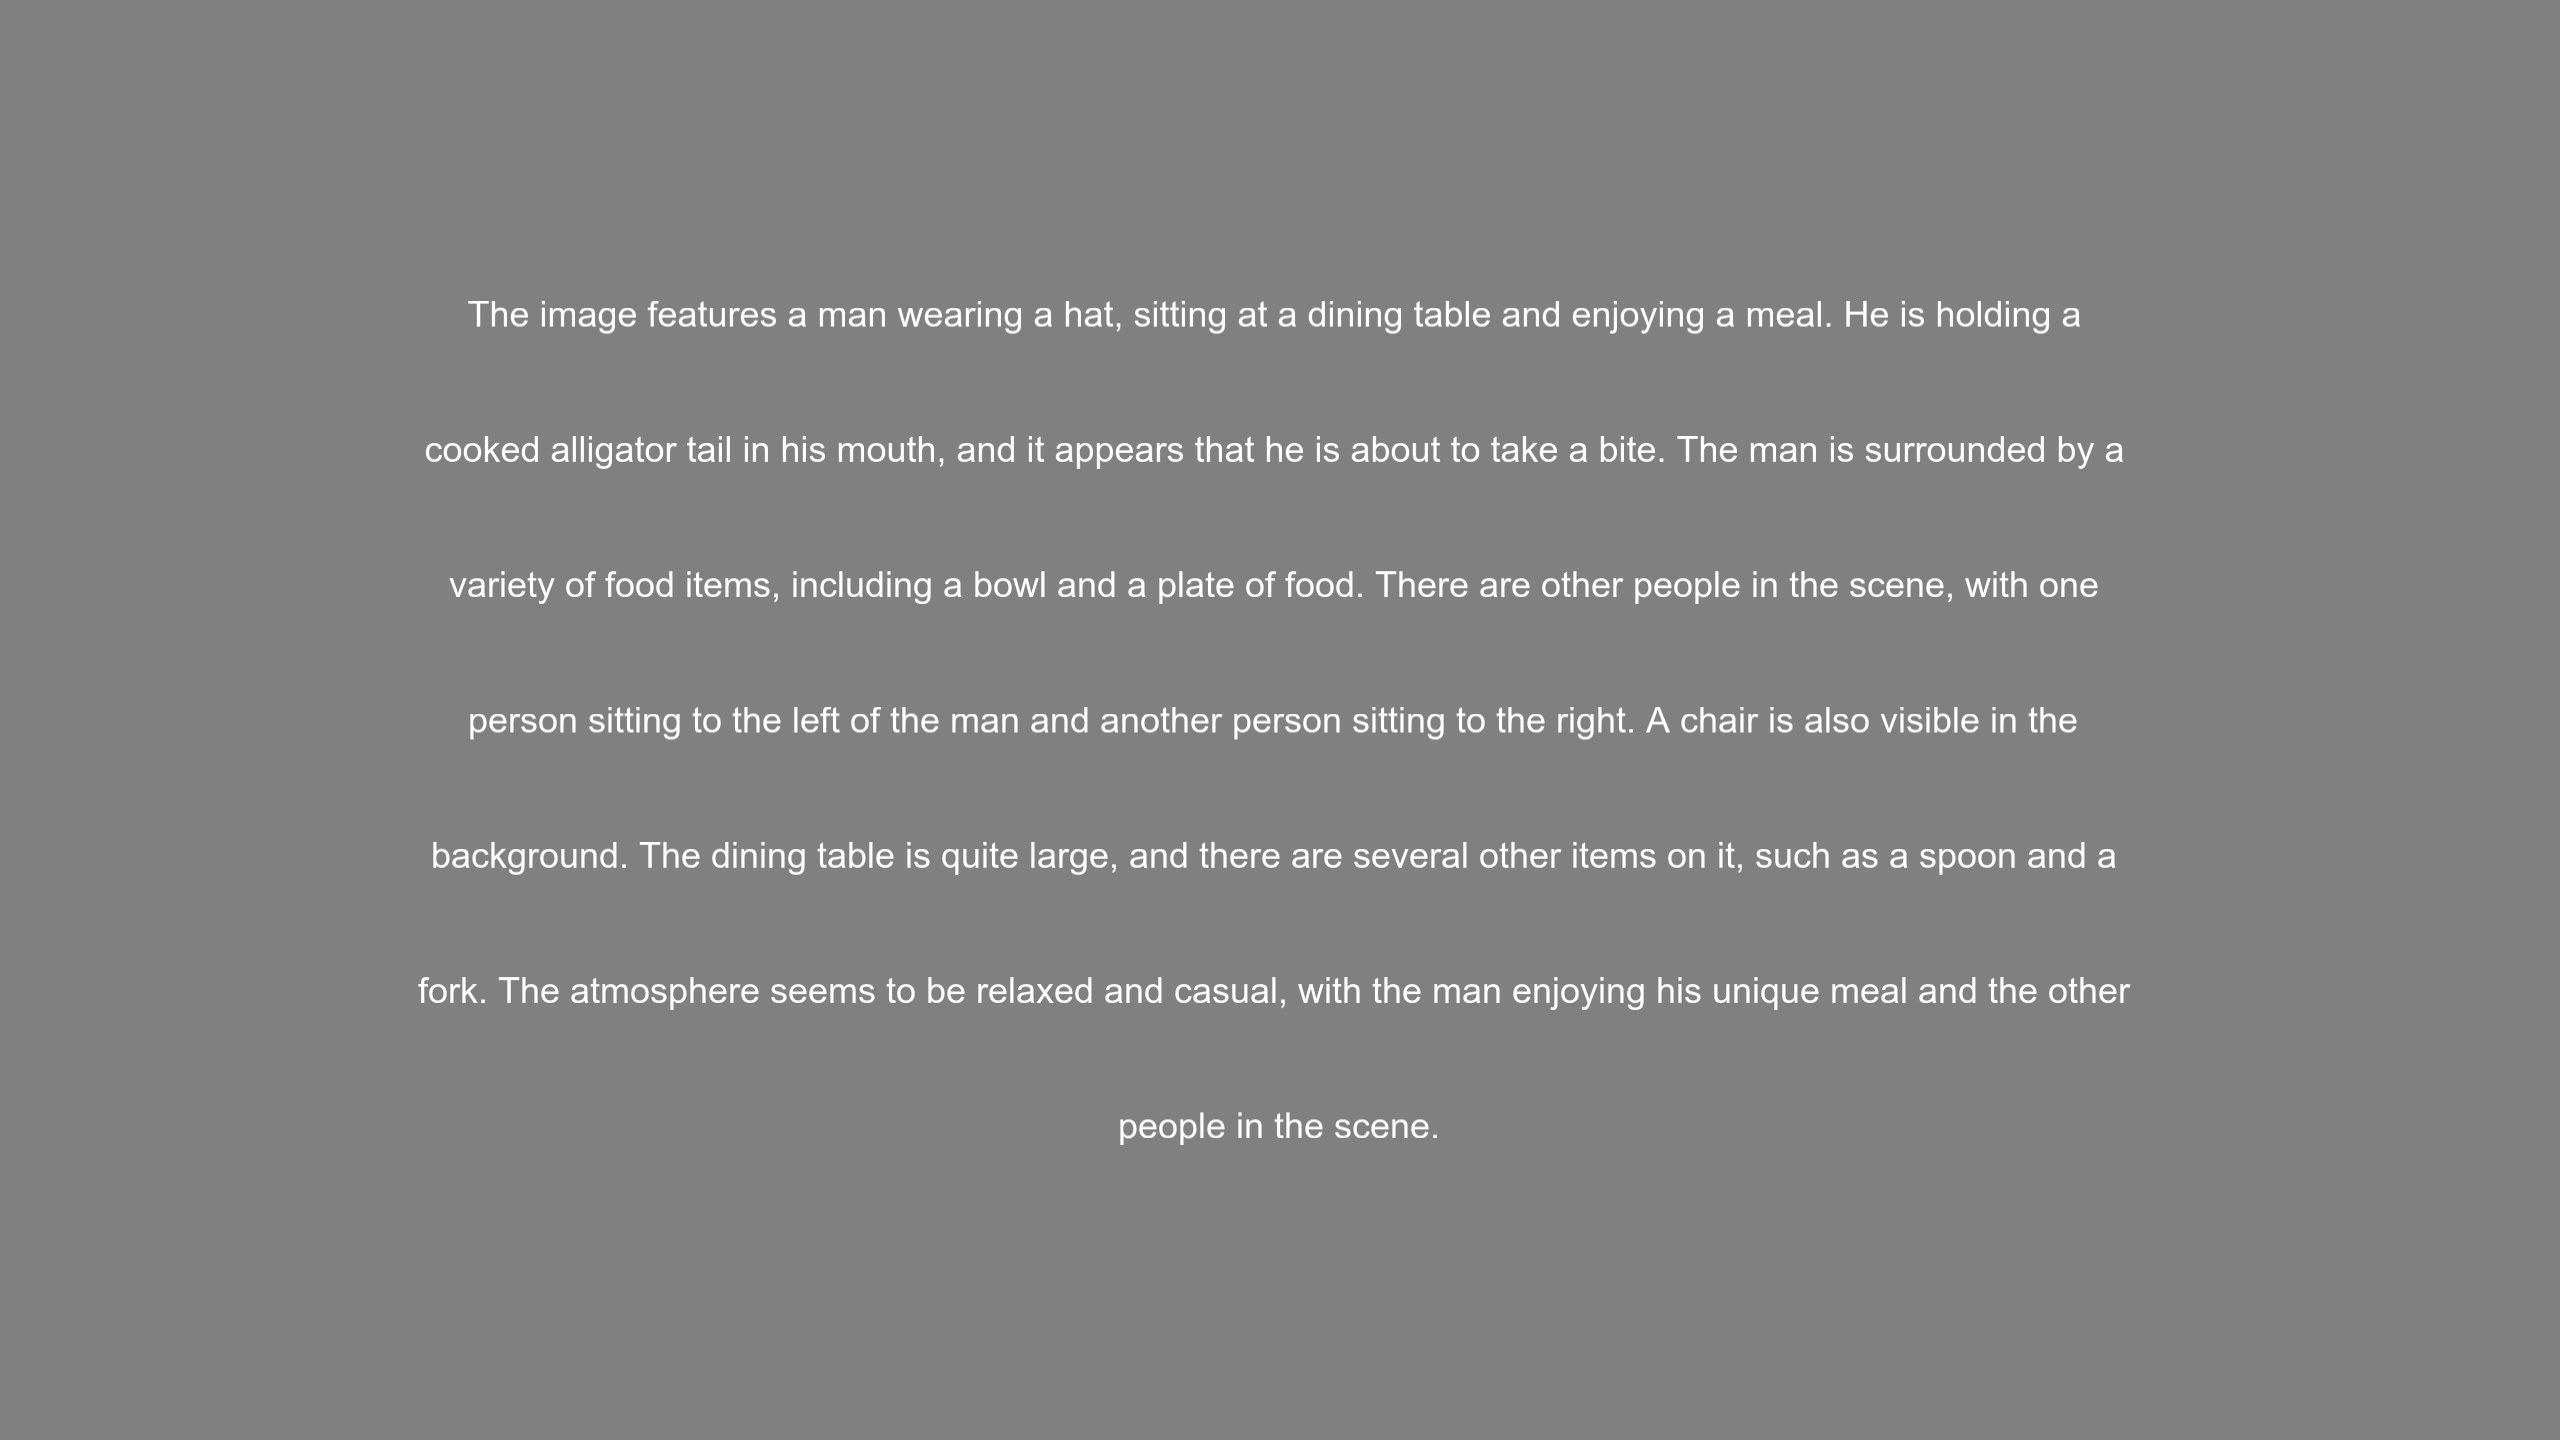 The image features a man wearing a hat, sitting at a dining table and enjoying a meal. He is holding a
cooked alligator tail in his mouth, and it appears that he is about to take a bite. The man is surrounded by a
variety of food items, including a bowl and a plate of food. There are other people in the scene, with one
person sitting to the left of the man and another person sitting to the right. A chair is also visible in the
background. The dining table is quite large, and there are several other items on it, such as a spoon and a
fork. The atmosphere seems to be relaxed and casual, with the man enjoying his unique meal and the other
people in the scene.